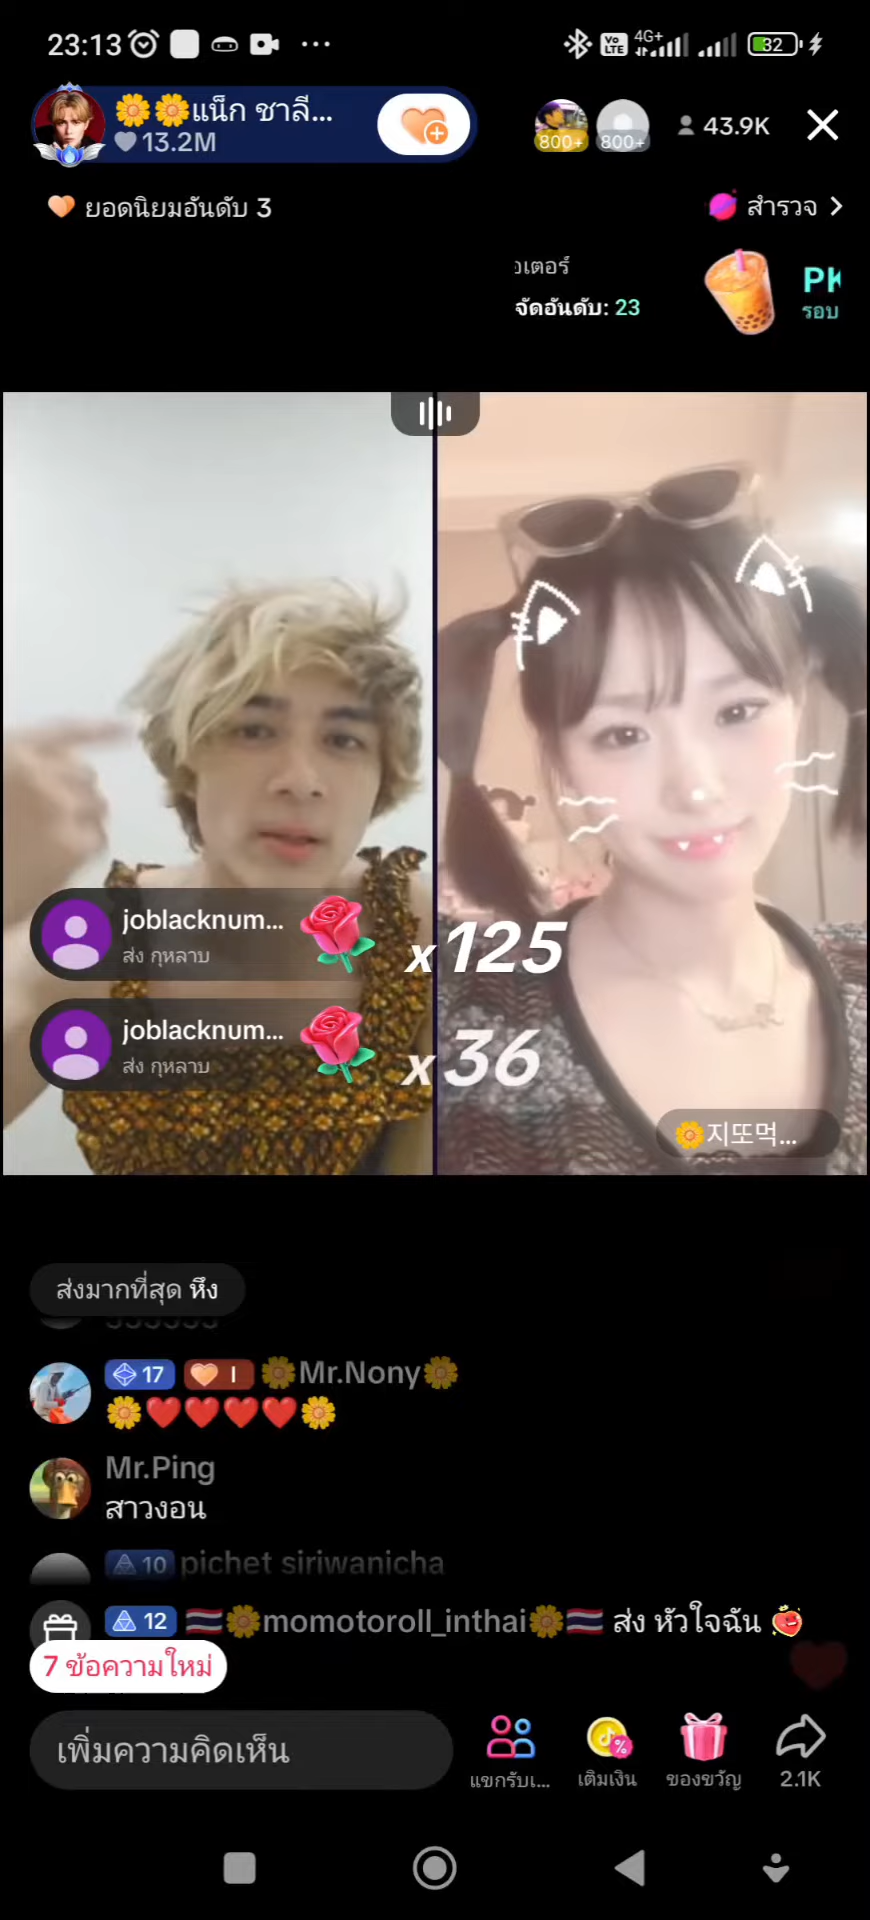 23:13
Vo LTE 4G+ 32
🌼🌼แน็ก ชาลี...
13.2M
800+ 800+ 43.9K
ยอดนิยมอันดับ 3
สำรวจ
อเตอร์
จัดอันดับ: 23
PK
รอบ
joblacknum...
ส่ง กุหลาบ
x125
joblacknum...
ส่ง กุหลาบ
x36
🌼지또먹...
ส่งมากที่สุด หึง
17 I 🌼Mr.Nony🌼
🌼❤️❤️❤️❤️🌼
Mr.Ping
สาวงอน
10 pichet siriwanicha
12 🇹🇭🌼momotoroll_inthai🌼🇹🇭 ส่ง หัวใจฉัน
7 ข้อความใหม่
เพิ่มความคิดเห็น
แขกรับเ...
เติมเงิน
ของขวัญ
2.1K